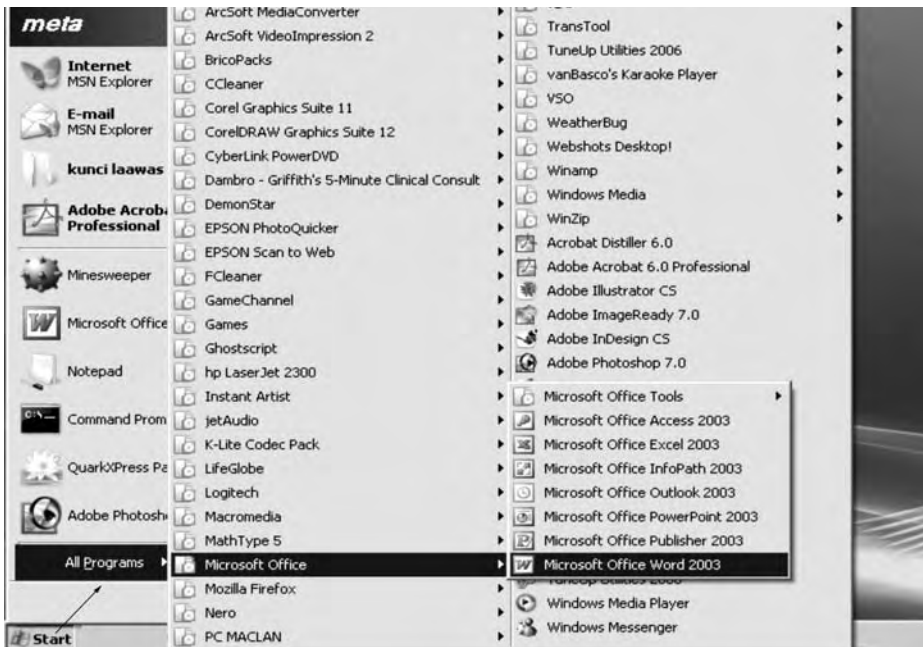 meta
Internet
MSN Explorer
E-mail
MSN Explorer
kunci laawas
Adobe Acrob
Professional
Minesweeper
Microsoft Office
Notepad
Command Prom
QuarkXPress Pa
Adobe Photosh
All Programs
Start
ArcSoft MediaConverter
ArcSoft VideoImpression 2
BricoPacks
CCleaner
Corel Graphics Suite 11
CorelDRAW Graphics Suite 12
CyberLink PowerDVD
Dambro - Griffith's 5-Minute Clinical Consult
DemonStar
EPSON PhotoQuicker
EPSON Scan to Web
FCleaner
GameChannel
Games
Ghostscript
hp LaserJet 2300
Instant Artist
jetAudio
K-Lite Codec Pack
LifeGlobe
Logitech
Macromedia
MathType 5
Microsoft Office
Mozilla Firefox
Nero
PC MACLAN
TransTool
TuneUp Utilities 2006
vanBasco's Karaoke Player
VSO
WeatherBug
Webshots Desktop!
Winamp
Windows Media
WinZip
Acrobat Distiller 6.0
Adobe Acrobat 6.0 Professional
Adobe Illustrator CS
Adobe ImageReady 7.0
Adobe InDesign CS
Adobe Photoshop 7.0
Microsoft Office Tools
Microsoft Office Access 2003
Microsoft Office Excel 2003
Microsoft Office InfoPath 2003
Microsoft Office Outlook 2003
Microsoft Office PowerPoint 2003
Microsoft Office Publisher 2003
Microsoft Office Word 2003
TuneUp Utilities 2006
Windows Media Player
Windows Messenger